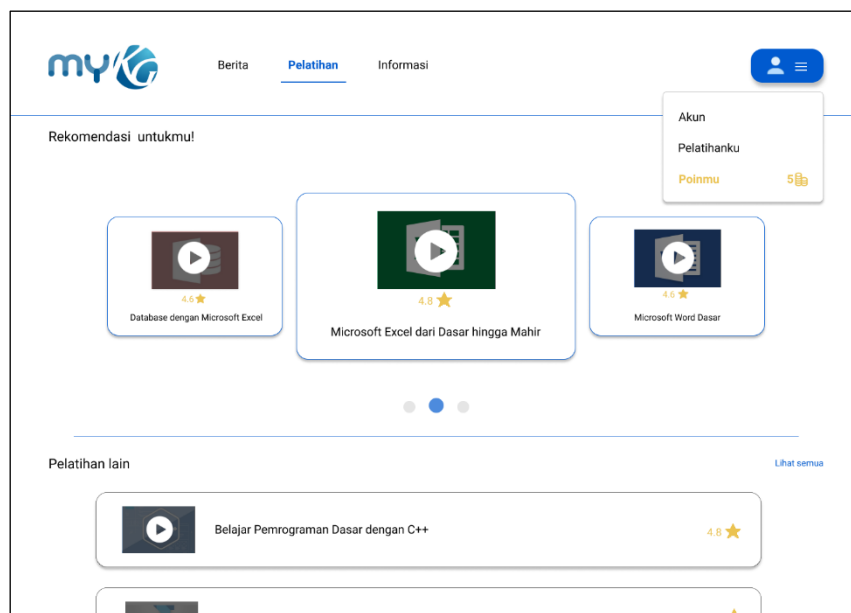 myKG
Berita
Pelatihan
Informasi
Akun
Pelatihanku
Poinmu 5
Rekomendasi untukmu!
4.6
Database dengan Microsoft Excel
4.8
Microsoft Excel dari Dasar hingga Mahir
4.6
Microsoft Word Dasar
Pelatihan lain
Lihat semua
Belajar Pemrograman Dasar dengan C++
4.8